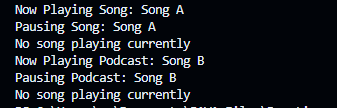 Now Playing Song: Song A
Pausing Song: Song A
No song playing currently
Now Playing Podcast: Song B
Pausing Podcast: Song B
No song playing currently